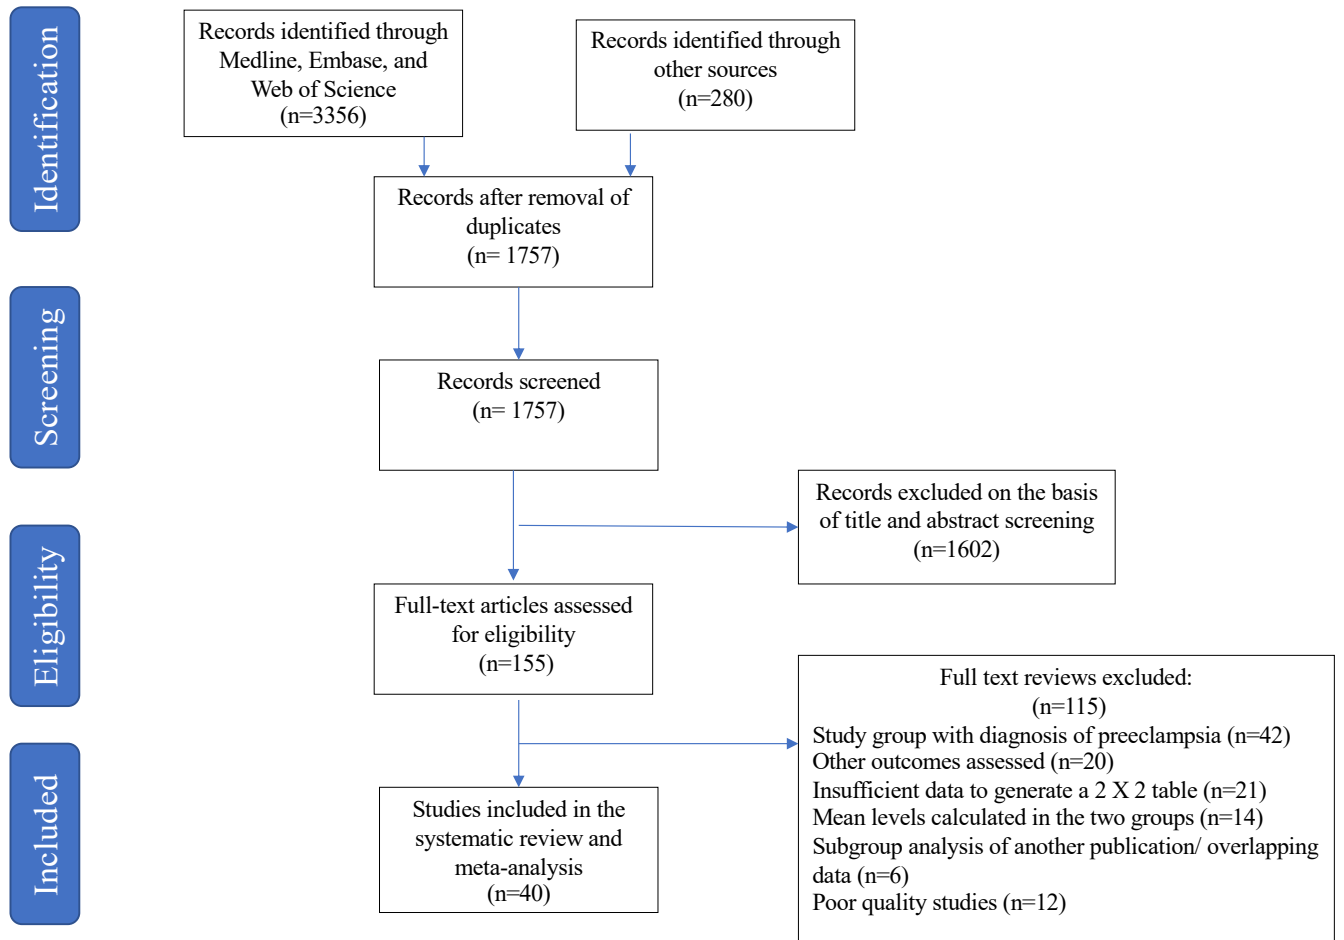 Identification
Records identified through
Medline, Embase, and
Web of Science
(n=3356)
Records identified through
other sources
(n=280)
Records after removal of
duplicates
(n= 1757)
Screening
Records screened
(n= 1757)
Records excluded on the basis
of title and abstract screening
(n=1602)
Eligibility
Full-text articles assessed
for eligibility
(n=155)
Full text reviews excluded:
(n=115)
Study group with diagnosis of preeclampsia (n=42)
Other outcomes assessed (n=20)
Insufficient data to generate a 2 X 2 table (n=21)
Mean levels calculated in the two groups (n=14)
Subgroup analysis of another publication/ overlapping
data (n=6)
Poor quality studies (n=12)
Included
Studies included in the
systematic review and
meta-analysis
(n=40)